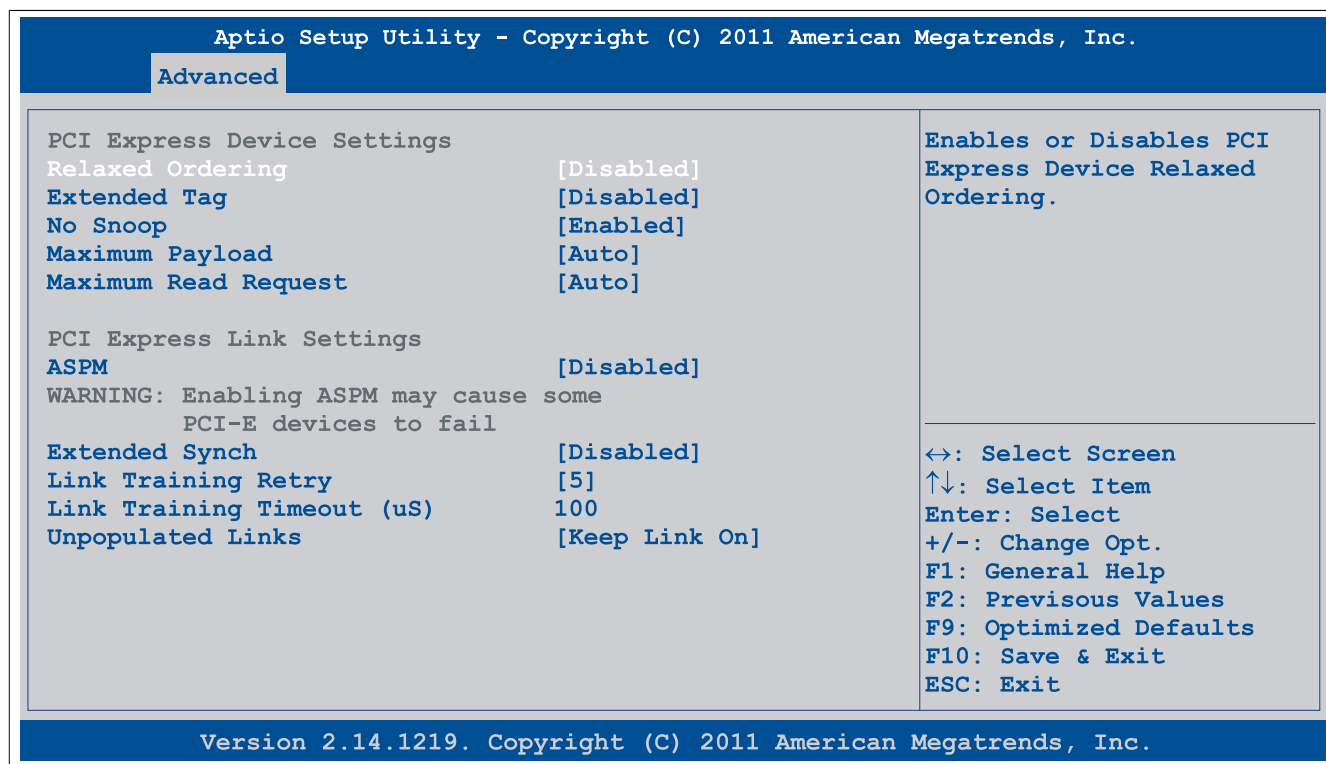 Aptio Setup Utility - Copyright (C) 2011 American Megatrends, Inc.
Advanced
PCI Express Device Settings
Relaxed Ordering [Disabled]
Extended Tag [Disabled]
No Snoop [Enabled]
Maximum Payload [Auto]
Maximum Read Request [Auto]
PCI Express Link Settings
ASPM [Disabled]
WARNING: Enabling ASPM may cause some
PCI-E devices to fail
Extended Synch [Disabled]
Link Training Retry [5]
Link Training Timeout (uS) 100
Unpopulated Links [Keep Link On]
Enables or Disables PCI
Express Device Relaxed
Ordering.
↔: Select Screen
↑↓: Select Item
Enter: Select
+/-: Change Opt.
F1: General Help
F2: Previsous Values
F9: Optimized Defaults
F10: Save & Exit
ESC: Exit
Version 2.14.1219. Copyright (C) 2011 American Megatrends, Inc.